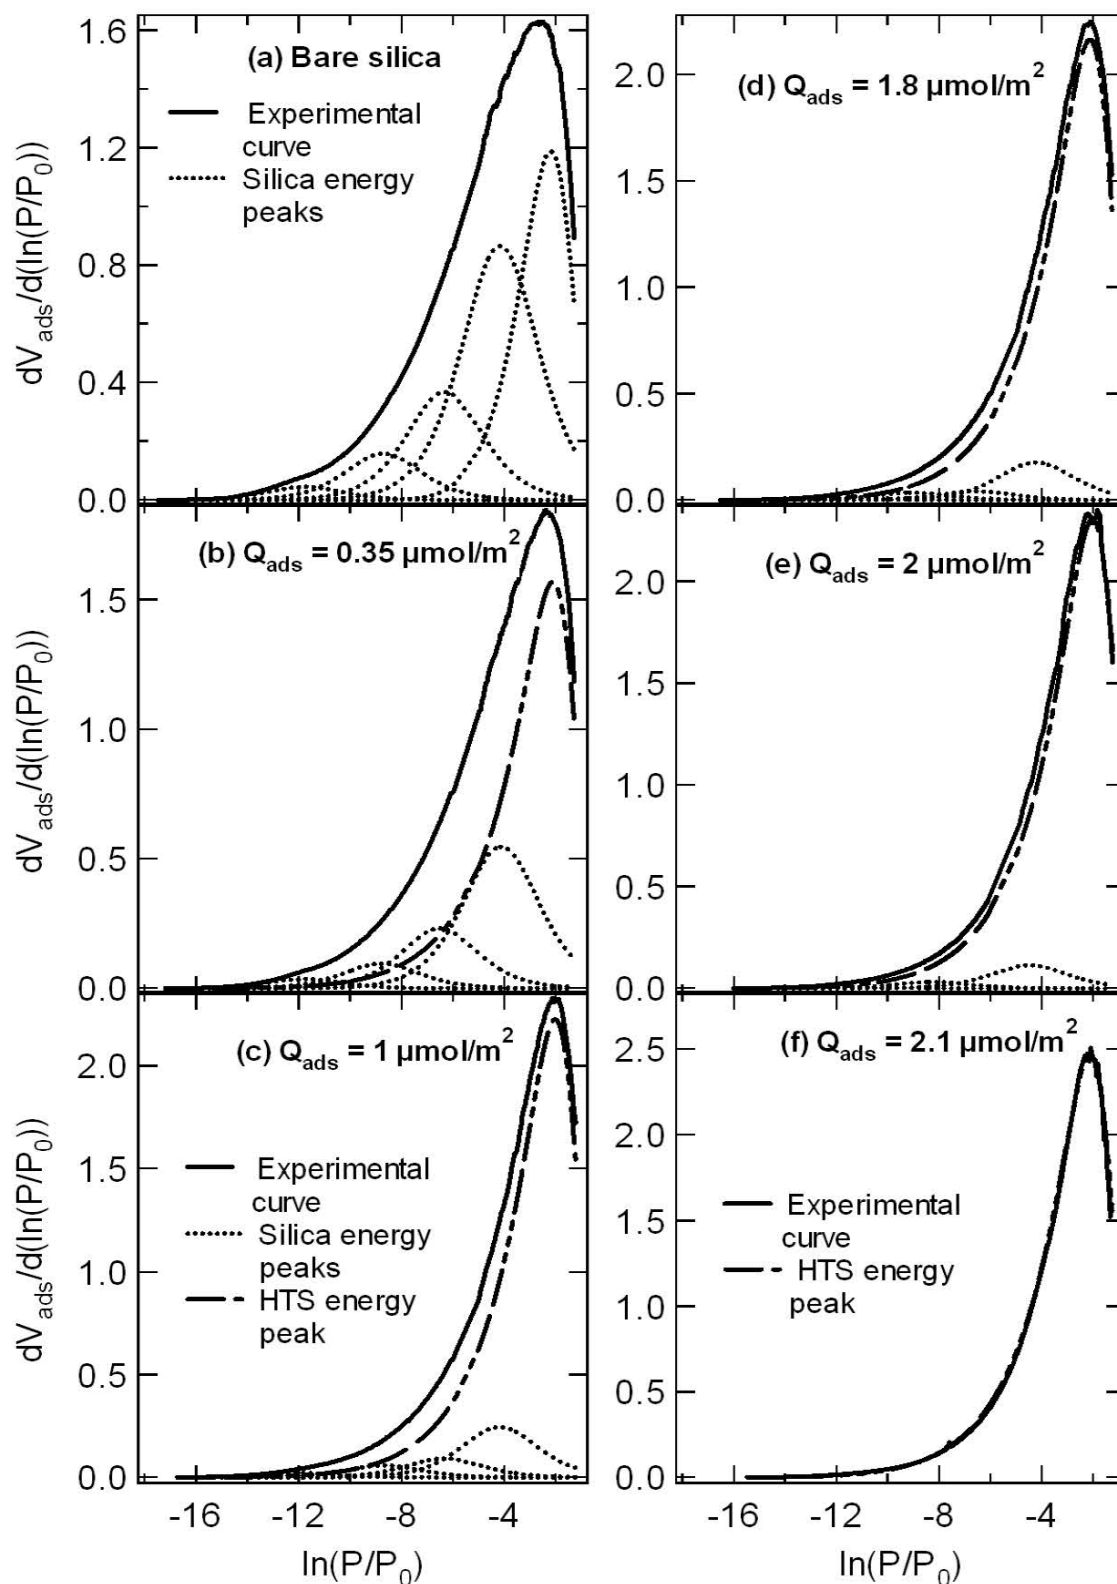 (a) Bare silica
Experimental
curve
Silica energy
peaks
1.6
1.2
0.8
0.4
0.0
dVads/d(ln(P/P0))
(b) Qads = 0.35 µmol/m2
1.5
1.0
0.5
0.0
dVads/d(ln(P/P0))
(c) Qads = 1 µmol/m2
Experimental
curve
Silica energy
peaks
HTS energy
peak
2.0
1.5
1.0
0.5
0.0
dVads/d(ln(P/P0))
-16 -12 -8 -4
ln(P/P0)
(d) Qads = 1.8 µmol/m2
2.0
1.5
1.0
0.5
0.0
(e) Qads = 2 µmol/m2
2.0
1.5
1.0
0.5
0.0
(f) Qads = 2.1 µmol/m2
Experimental
curve
HTS energy
peak
2.5
2.0
1.5
1.0
0.5
0.0
-16 -12 -8 -4
ln(P/P0)